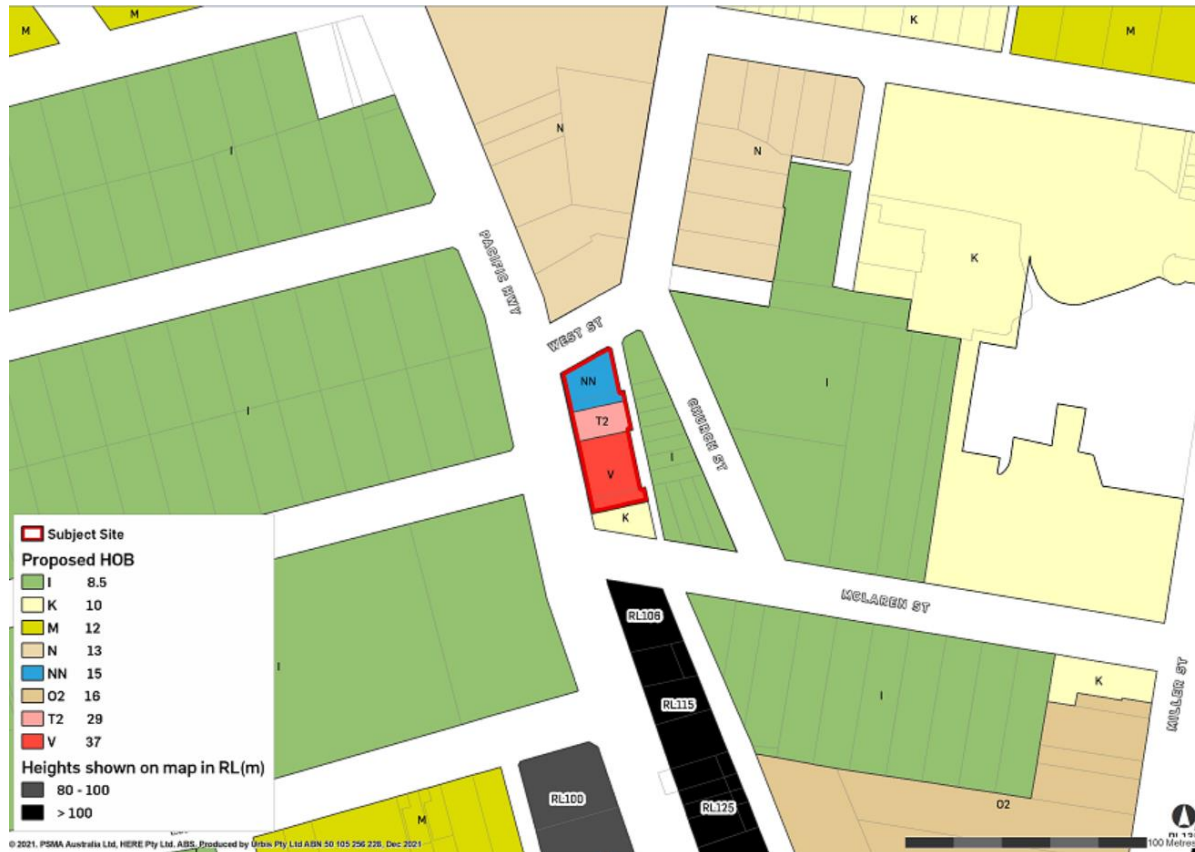 M
M
K
M
I
N
N
K
PACIFIC HWY
I
WEST ST
NN
T2
V
K
CHURCH ST
I
I
I
MCLAREN ST
RL106
RL115
RL125
I
K
MILLER ST
O2
I
RL100
M
Subject Site
Proposed HOB
I 8.5
K 10
M 12
N 13
NN 15
O2 16
T2 29
V 37
Heights shown on map in RL(m)
80 - 100
> 100
© 2021. PSMA Australia Ltd, HERE Pty Ltd. ABS. Produced by Urbis Pty Ltd ABN 50 105 256 228, Dec 2021
100 Metres